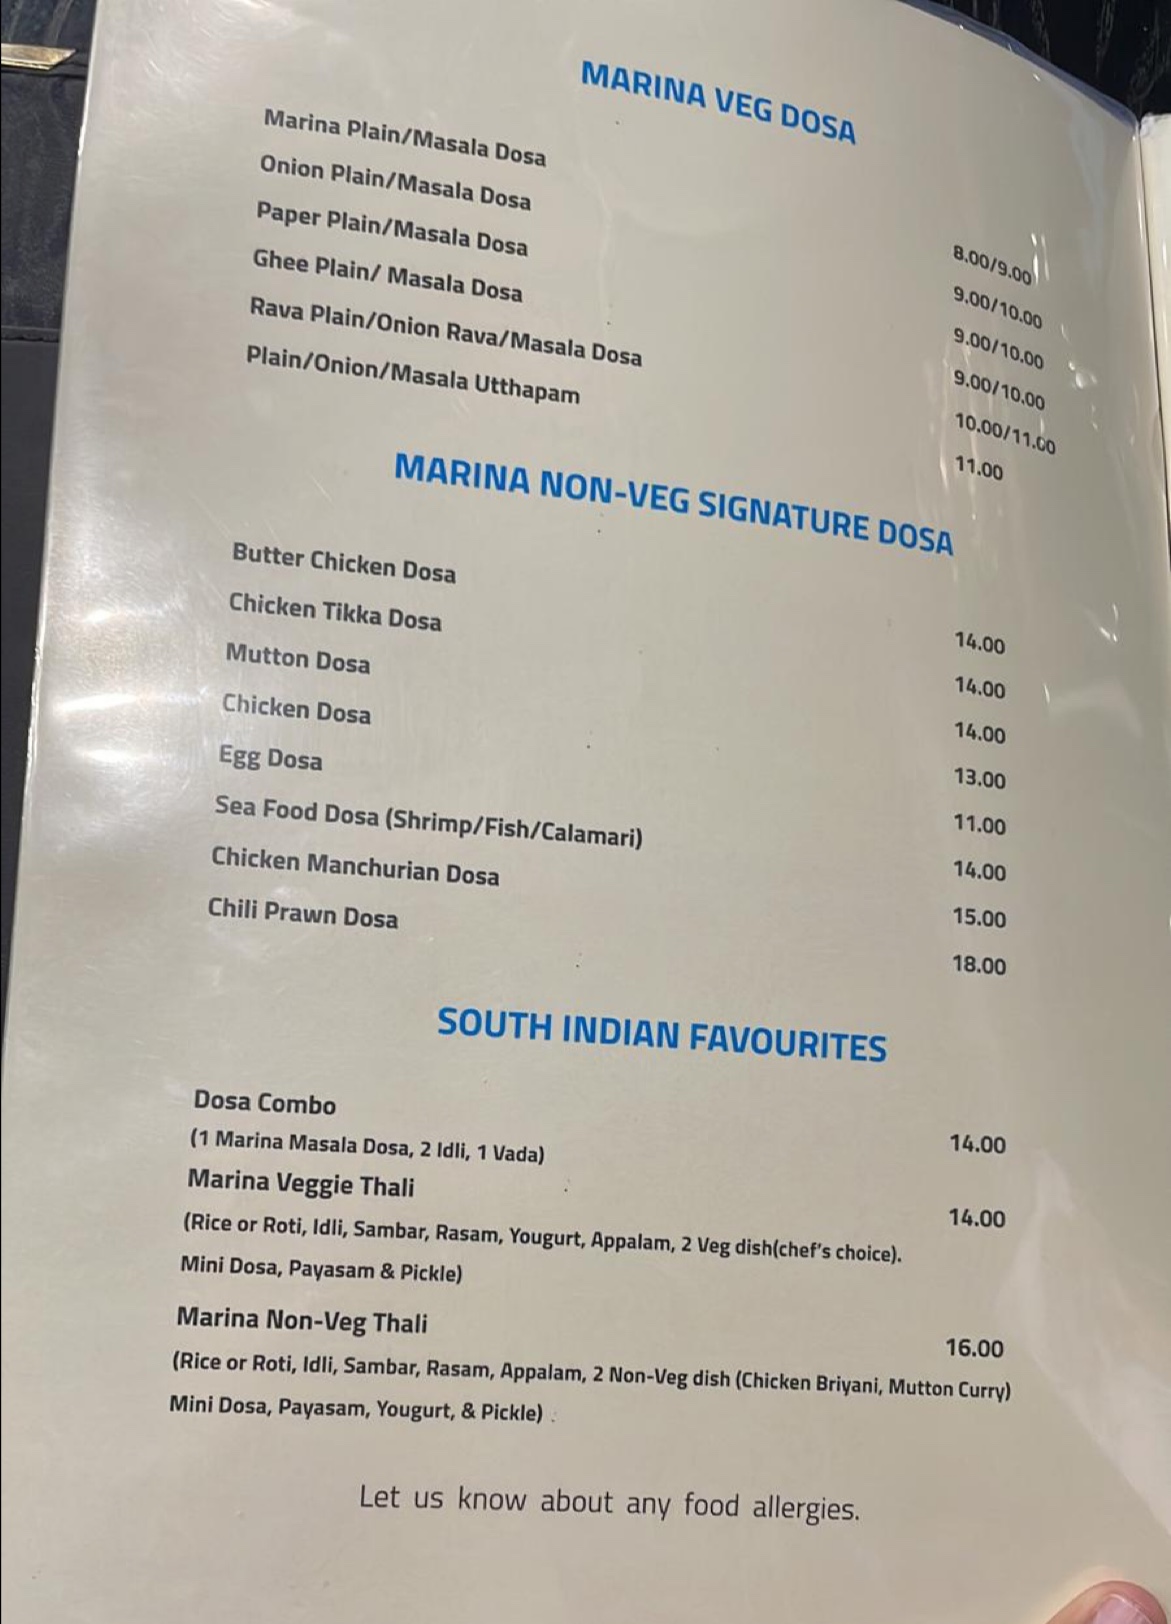 MARINA VEG DOSA
Marina Plain/Masala Dosa 8.00/9.00
Onion Plain/Masala Dosa 9.00/10.00
Paper Plain/Masala Dosa 9.00/10.00
Ghee Plain/ Masala Dosa 9.00/10.00
Rava Plain/Onion Rava/Masala Dosa 10.00/11.00
Plain/Onion/Masala Utthapam 11.00
MARINA NON-VEG SIGNATURE DOSA
Butter Chicken Dosa 14.00
Chicken Tikka Dosa 14.00
Mutton Dosa 14.00
Chicken Dosa 13.00
Egg Dosa 11.00
Sea Food Dosa (Shrimp/Fish/Calamari) 14.00
Chicken Manchurian Dosa 15.00
Chili Prawn Dosa 18.00
SOUTH INDIAN FAVOURITES
Dosa Combo 14.00
(1 Marina Masala Dosa, 2 Idli, 1 Vada)
Marina Veggie Thali 14.00
(Rice or Roti, Idli, Sambar, Rasam, Yougurt, Appalam, 2 Veg dish(chef's choice).
Mini Dosa, Payasam & Pickle)
Marina Non-Veg Thali 16.00
(Rice or Roti, Idli, Sambar, Rasam, Appalam, 2 Non-Veg dish (Chicken Briyani, Mutton Curry)
Mini Dosa, Payasam, Yougurt, & Pickle)
Let us know about any food allergies.